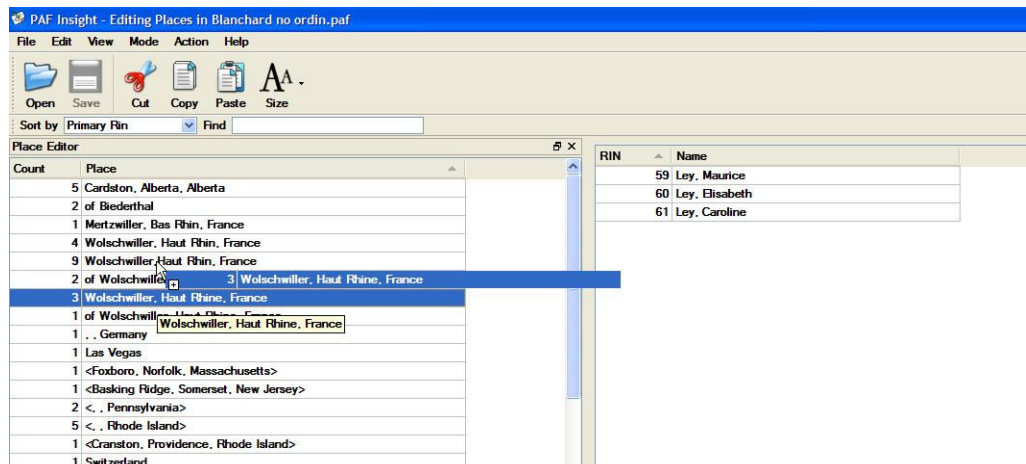 PAF Insight - Editing Places in Blanchard no ordin.paf
File Edit View Mode Action Help
Open Save Cut Copy Paste Size
Sort by Primary Rin Find
Place Editor
Count Place
5 Cardston, Alberta, Alberta
2 of Biederthal
1 Mertzwiller, Bas Rhin, France
4 Wolschwiller, Haut Rhin, France
9 Wolschwiller,Haut Rhin, France
2 of Wolschwille 3 Wolschwiller, Haut Rhine, France
3 Wolschwiller, Haut Rhine, France
1 of Wolschwiller, Haut Rhine, France
Wolschwiller, Haut Rhine, France
1 , , Germany
1 Las Vegas
1 <Foxboro, Norfolk, Massachusetts>
1 <Basking Ridge, Somerset, New Jersey>
2 <, , Pennsylvania>
5 <, , Rhode Island>
1 <Cranston, Providence, Rhode Island>
1 Switzerland
RIN Name
59 Ley, Maurice
60 Ley, Elisabeth
61 Ley, Caroline